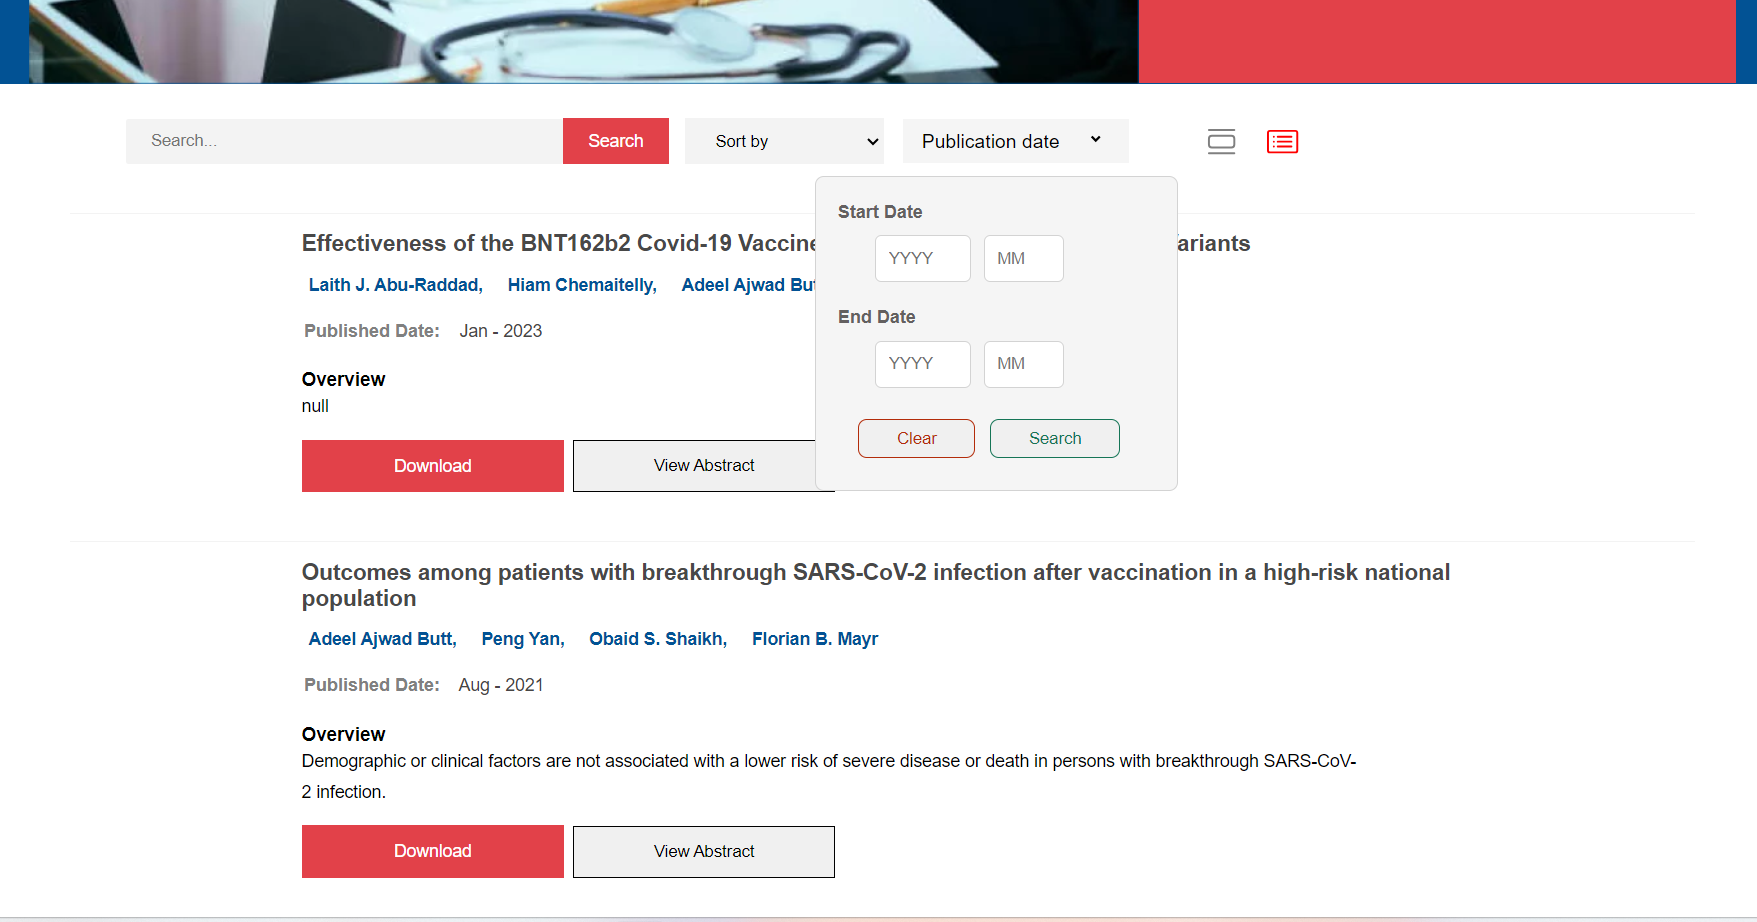 Search...
Search
Sort by
Publication date
Start Date
YYYY MM
End Date
YYYY MM
Clear
Search
Effectiveness of the BNT162b2 Covid-19 Vaccine ariants
Laith J. Abu-Raddad, Hiam Chemaitelly, Adeel Ajwad But
Published Date: Jan - 2023
Overview
null
Download
View Abstract
Outcomes among patients with breakthrough SARS-CoV-2 infection after vaccination in a high-risk national
population
Adeel Ajwad Butt, Peng Yan, Obaid S. Shaikh, Florian B. Mayr
Published Date: Aug - 2021
Overview
Demographic or clinical factors are not associated with a lower risk of severe disease or death in persons with breakthrough SARS-CoV-
2 infection.
Download
View Abstract